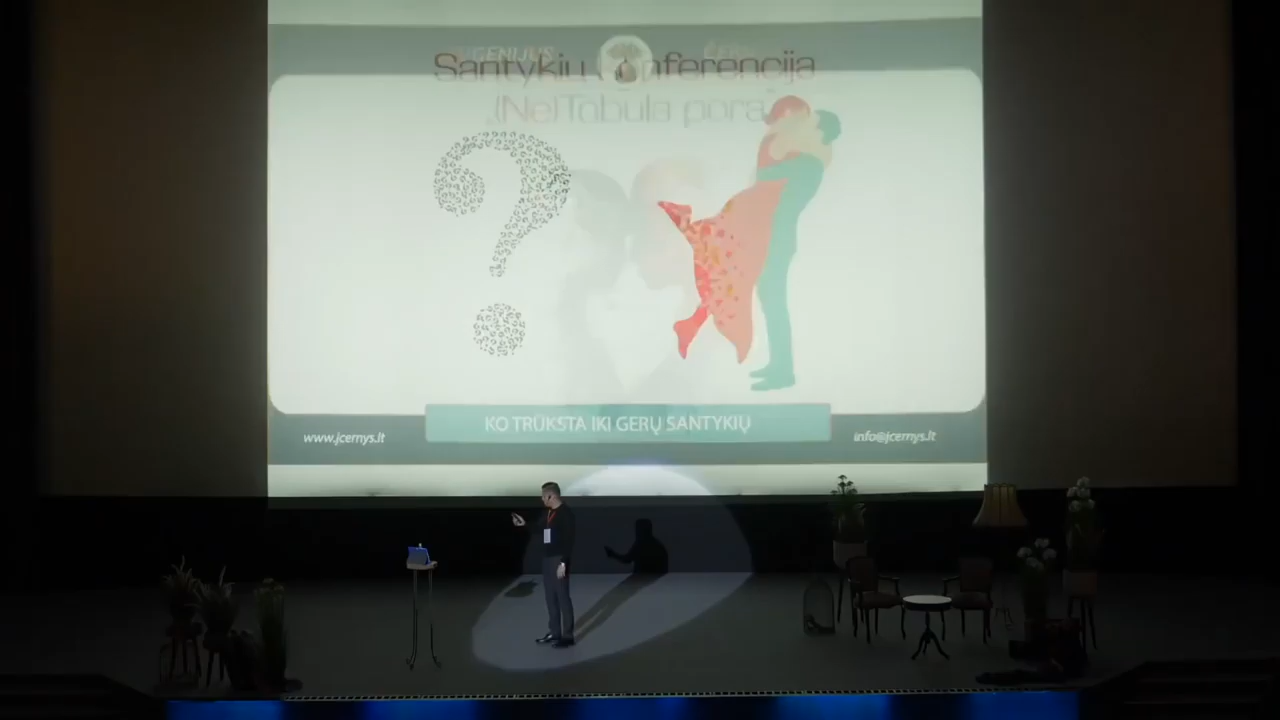 Santykių Konferencija
„(Ne)Tobula pora”
KO TRŪKSTA IKI GERŲ SANTYKIŲ
www.jcernys.lt
info@jcernys.lt